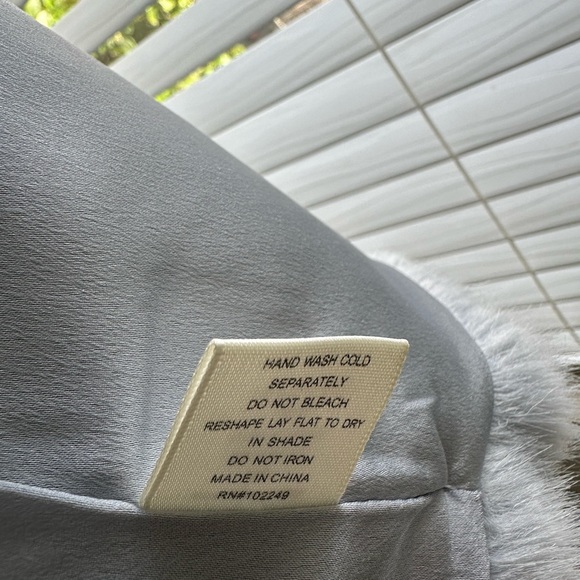 HAND WASH COLD
SEPARATELY
DO NOT BLEACH
RESHAPE LAY FLAT TO DRY
IN SHADE
DO NOT IRON
MADE IN CHINA
RN#102249